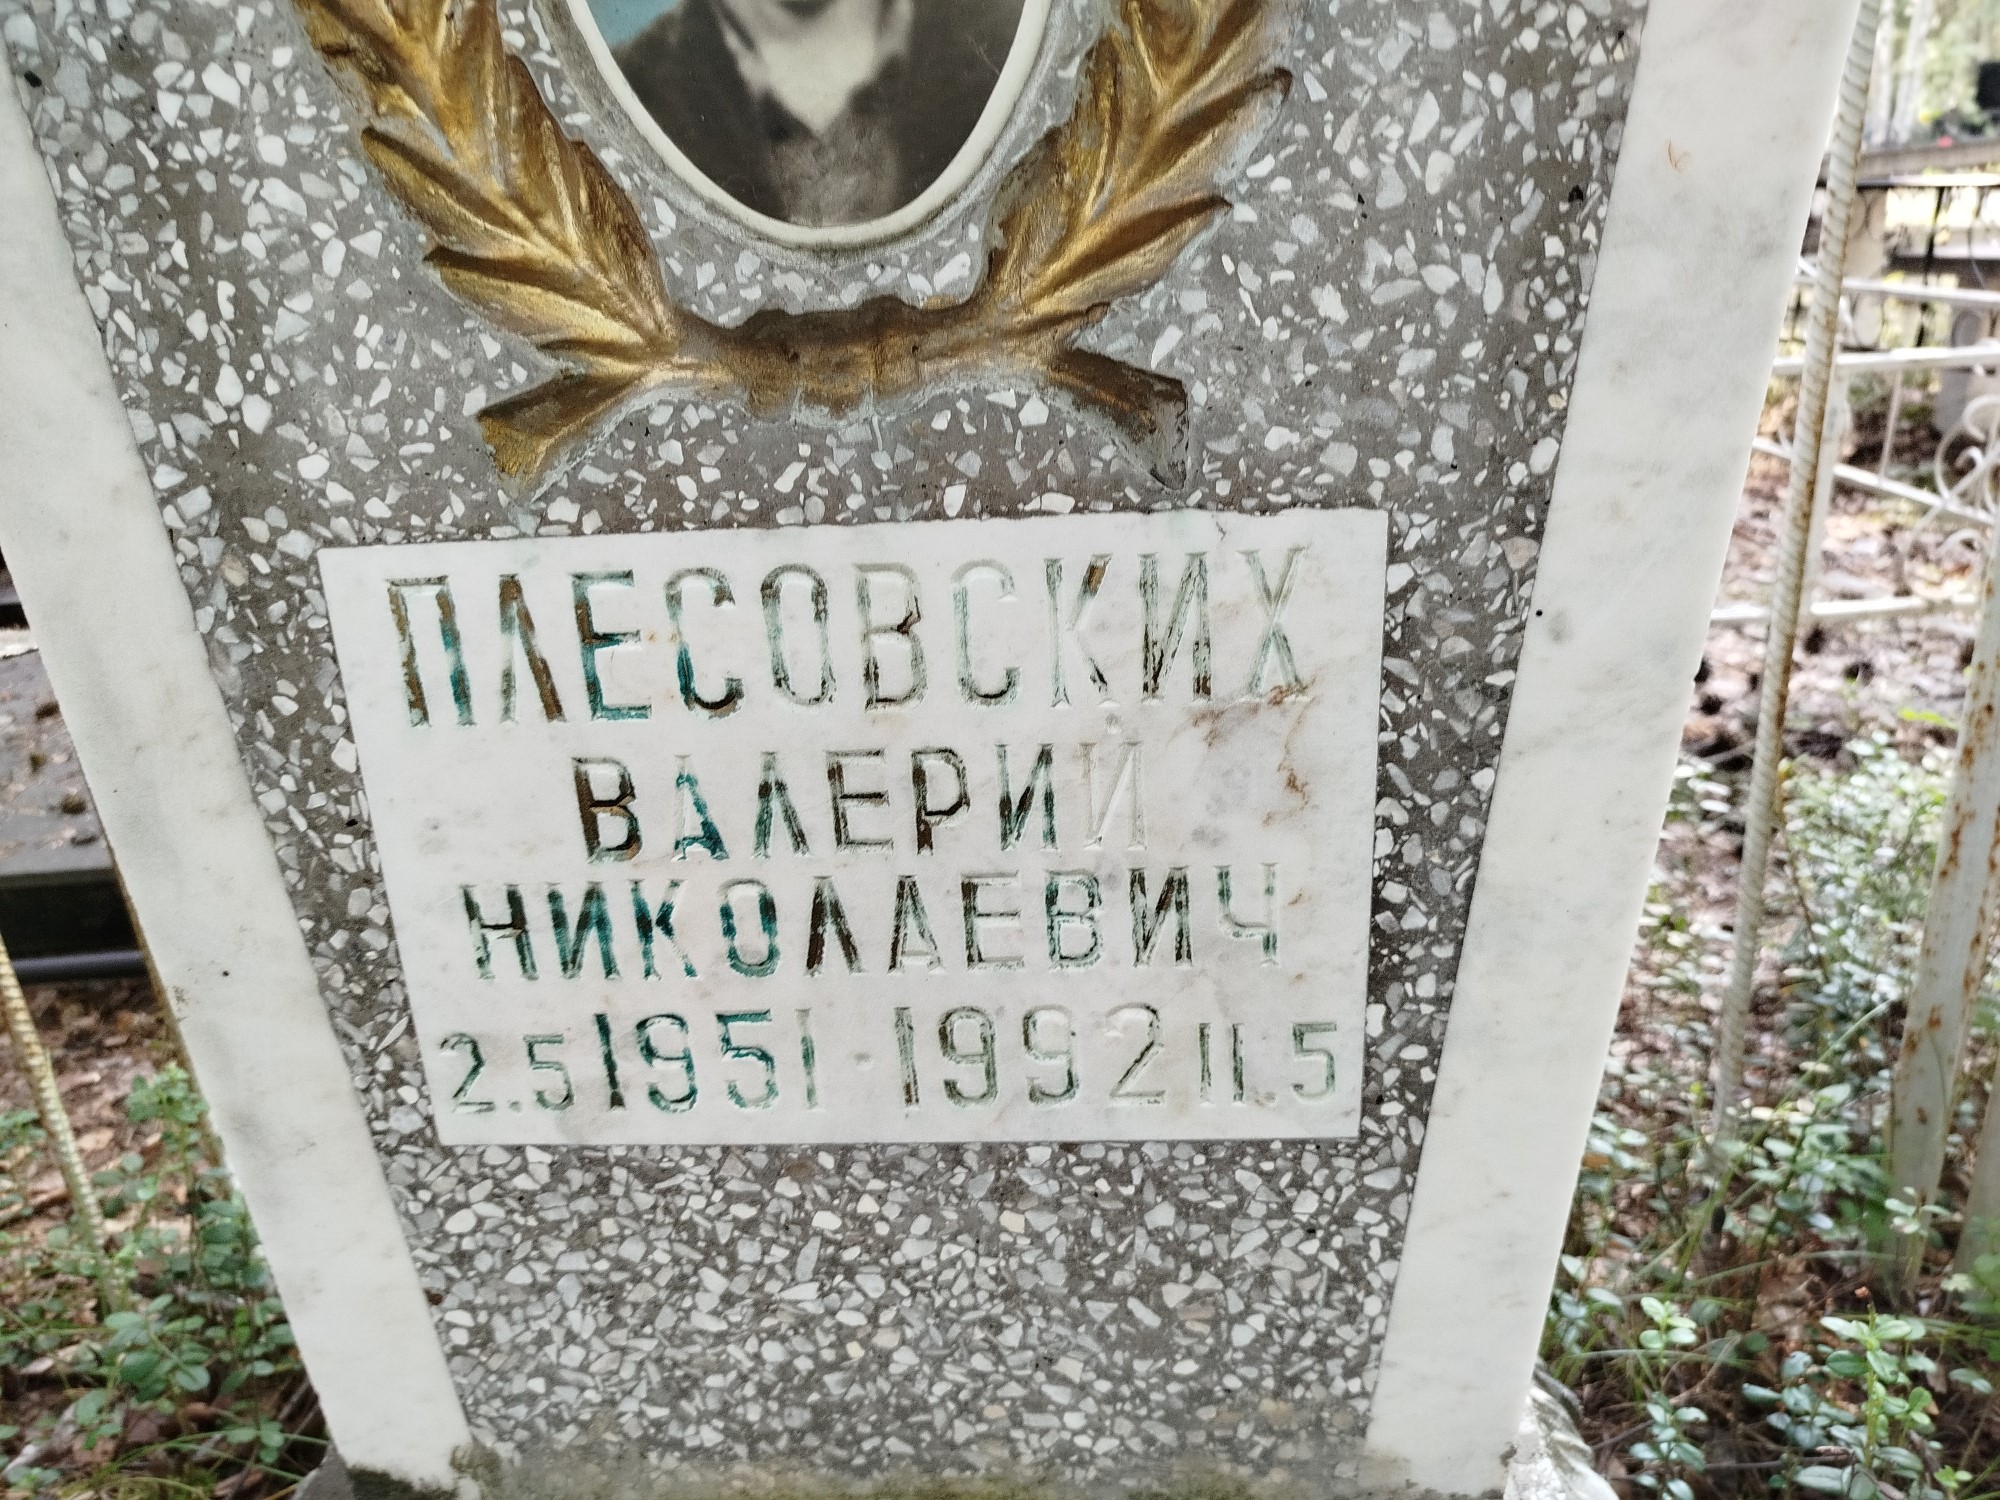 ПЛЕСОВСКИХ
ВАЛЕРИЙ
НИКОЛАЕВИЧ
2.5 1951 · 1992 11.5